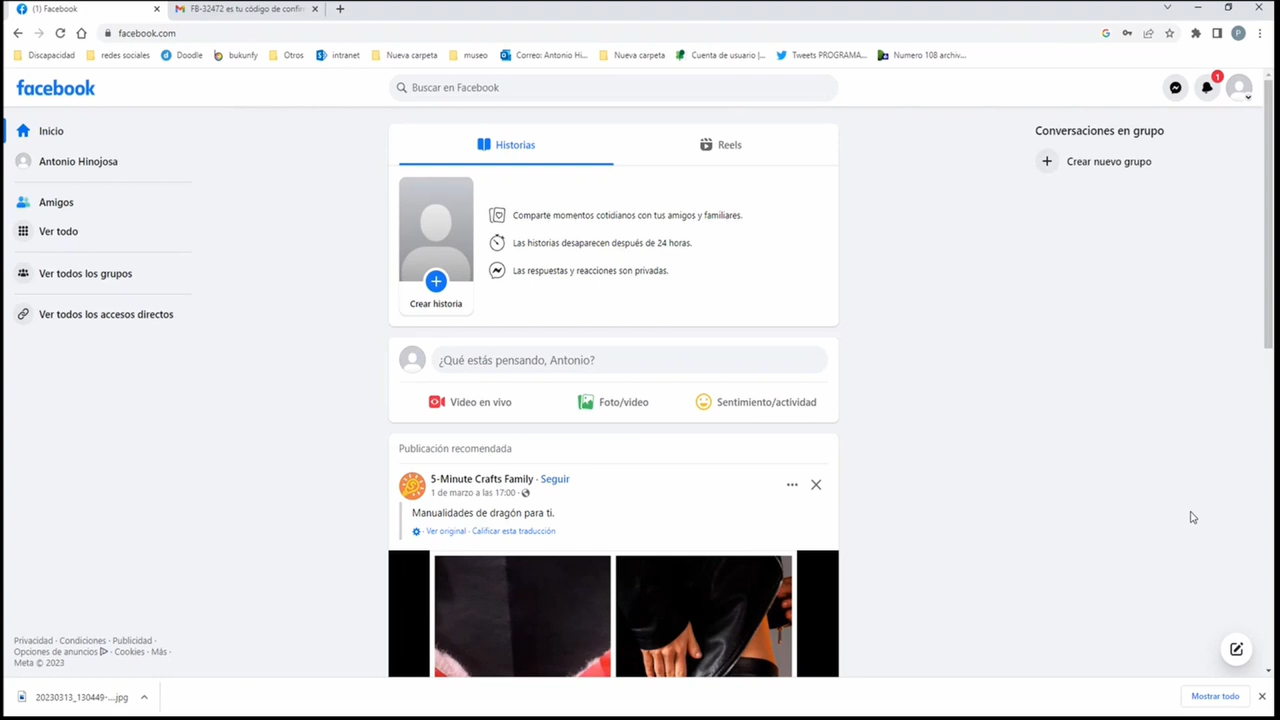 (1) Facebook
FB-32472 es tu código de confirm
facebook.com
Discapacidad
redes sociales
Doodle
bukunfy
Otros
intranet
Nueva carpeta
museo
Correo: Antonio Hi...
Nueva carpeta
Cuenta de usuario |...
Tweets PROGRAMA...
Numero 108 archiv...
P
facebook
Buscar en Facebook
1
Inicio
Antonio Hinojosa
Amigos
Ver todo
Ver todos los grupos
Ver todos los accesos directos
Historias
Reels
Crear historia
Comparte momentos cotidianos con tus amigos y familiares.
Las historias desaparecen después de 24 horas.
Las respuestas y reacciones son privadas.
¿Qué estás pensando, Antonio?
Video en vivo
Foto/video
Sentimiento/actividad
Publicación recomendada
5-Minute Crafts Family · Seguir
1 de marzo a las 17:00 ·
Manualidades de dragón para ti.
· Ver original · Calificar esta traducción
Conversaciones en grupo
Crear nuevo grupo
Privacidad · Condiciones · Publicidad ·
Opciones de anuncios · Cookies · Más ·
Meta © 2023
20230313_130449-....jpg
Mostrar todo